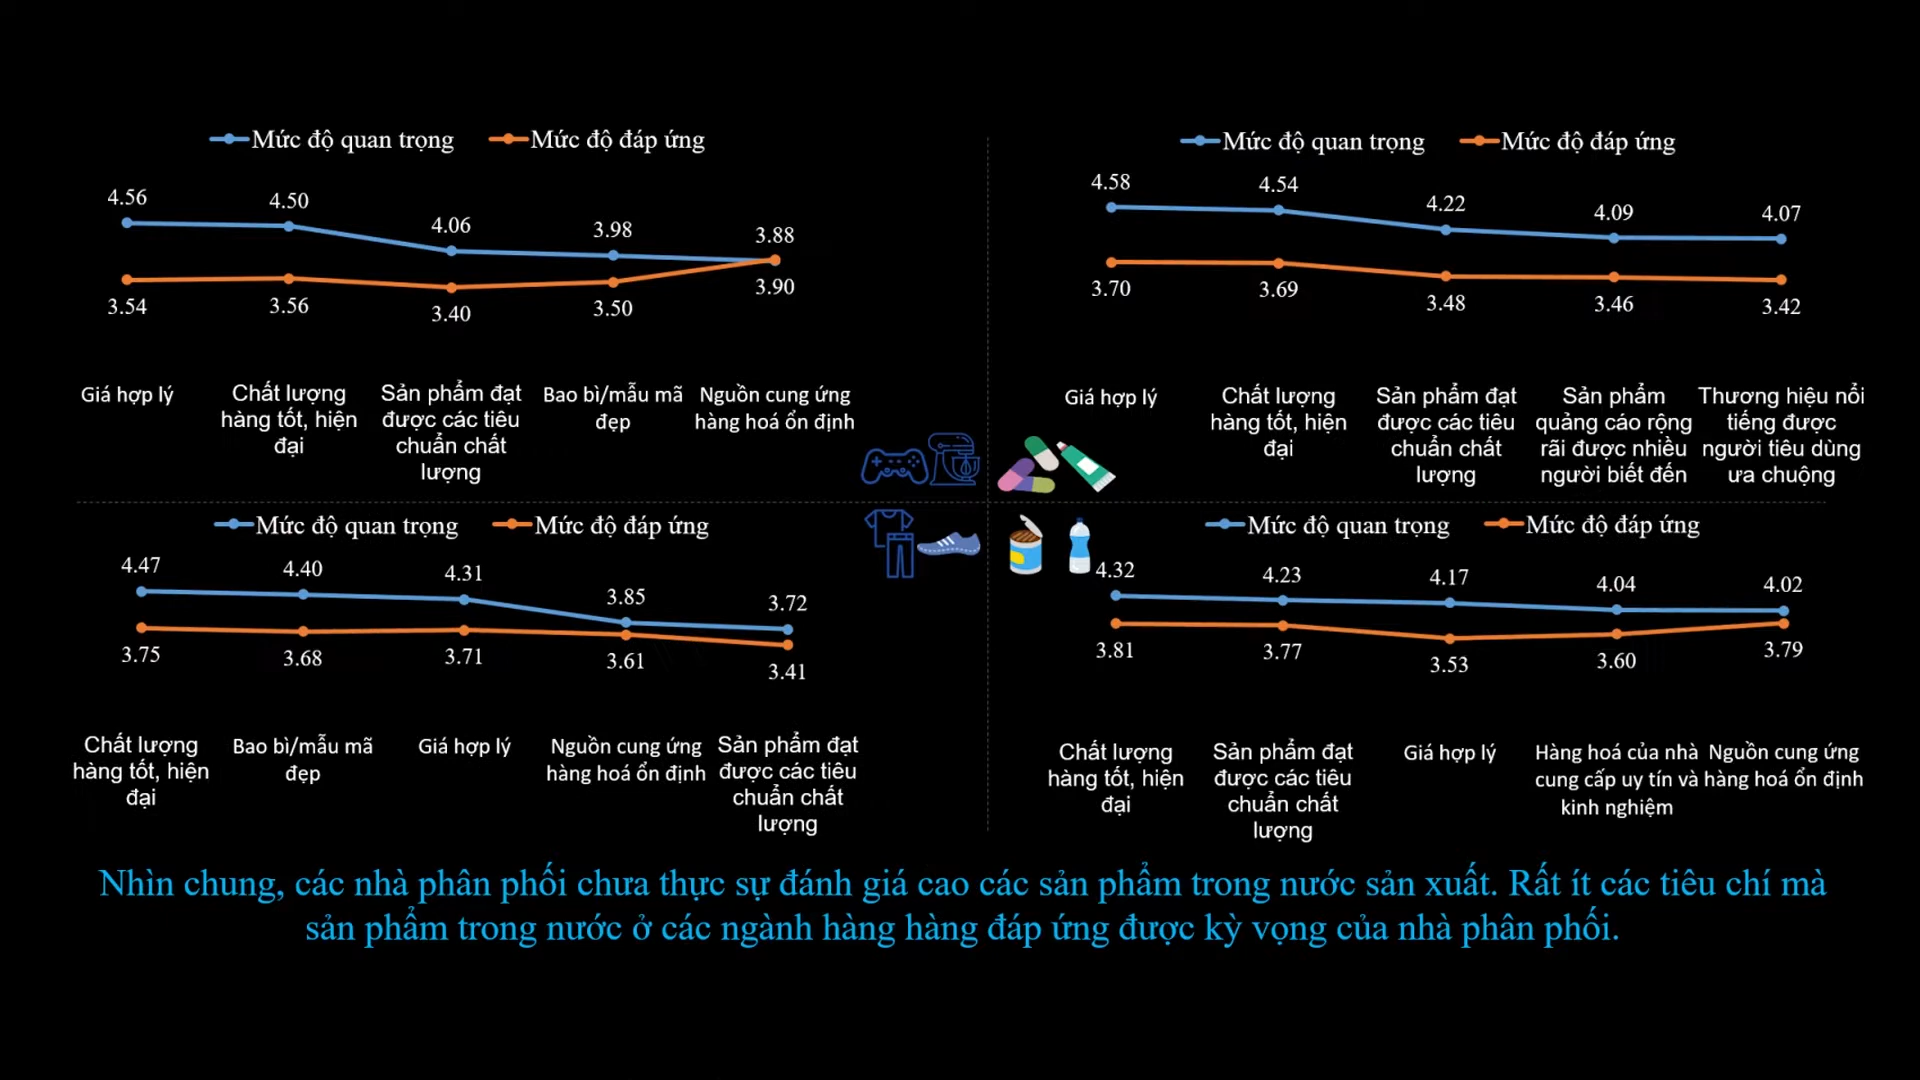 Mức độ quan trọng Mức độ đáp ứng
4.56 4.50 4.06 3.98 3.88
3.54 3.56 3.40 3.50 3.90
Giá hợp lý
Chất lượng
hàng tốt, hiện
đại
Sản phẩm đạt
được các tiêu
chuẩn chất
lượng
Bao bì/mẫu mã
đẹp
Nguồn cung ứng
hàng hoá ổn định
Mức độ quan trọng Mức độ đáp ứng
4.58 4.54 4.22 4.09 4.07
3.70 3.69 3.48 3.46 3.42
Giá hợp lý
Chất lượng
hàng tốt, hiện
đại
Sản phẩm đạt
được các tiêu
chuẩn chất
lượng
Sản phẩm
quảng cáo rộng
rãi được nhiều
người biết đến
Thương hiệu nổi
tiếng được
người tiêu dùng
ưa chuộng
Mức độ quan trọng Mức độ đáp ứng
4.47 4.40 4.31 3.85 3.72
3.75 3.68 3.71 3.61 3.41
Chất lượng
hàng tốt, hiện
đại
Bao bì/mẫu mã
đẹp
Giá hợp lý
Nguồn cung ứng
hàng hoá ổn định
Sản phẩm đạt
được các tiêu
chuẩn chất
lượng
Mức độ quan trọng Mức độ đáp ứng
4.32 4.23 4.17 4.04 4.02
3.81 3.77 3.53 3.60 3.79
Chất lượng
hàng tốt, hiện
đại
Sản phẩm đạt
được các tiêu
chuẩn chất
lượng
Giá hợp lý
Hàng hoá của nhà
cung cấp uy tín và
kinh nghiệm
Nguồn cung ứng
hàng hoá ổn định
Nhìn chung, các nhà phân phối chưa thực sự đánh giá cao các sản phẩm trong nước sản xuất. Rất ít các tiêu chí mà
sản phẩm trong nước ở các ngành hàng hàng đáp ứng được kỳ vọng của nhà phân phối.